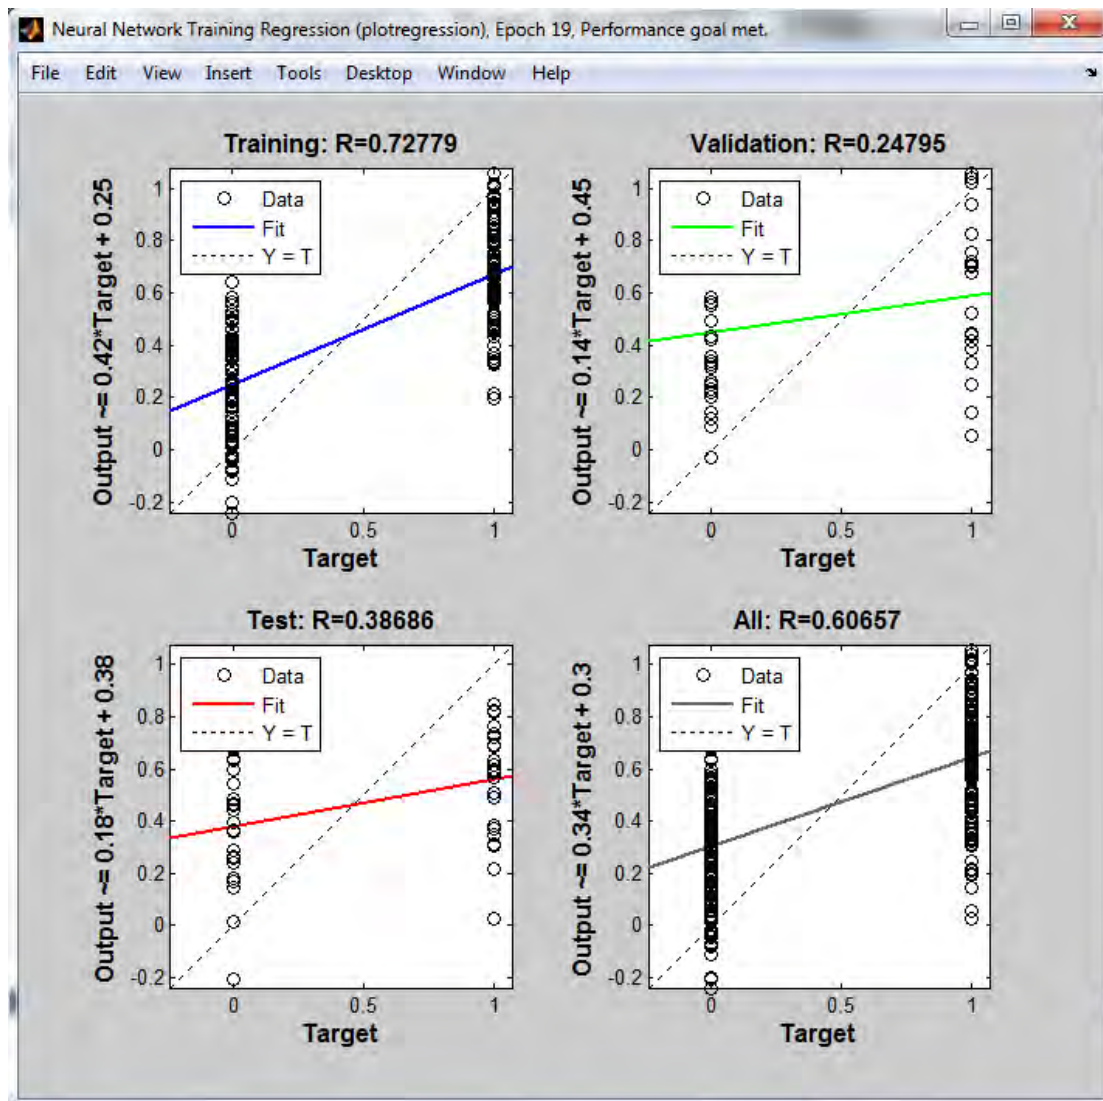 Neural Network Training Regression (plotregression), Epoch 19, Performance goal met.
File Edit View Insert Tools Desktop Window Help
Training: R=0.72779
Output ~= 0.42*Target + 0.25
1
0.8
0.6
0.4
0.2
0
-0.2
Data
Fit
Y = T
0 0.5 1
Target
Validation: R=0.24795
Output ~= 0.14*Target + 0.45
1
0.8
0.6
0.4
0.2
0
-0.2
Data
Fit
Y = T
0 0.5 1
Target
Test: R=0.38686
Output ~= 0.18*Target + 0.38
1
0.8
0.6
0.4
0.2
0
-0.2
Data
Fit
Y = T
0 0.5 1
Target
All: R=0.60657
Output ~= 0.34*Target + 0.3
1
0.8
0.6
0.4
0.2
0
-0.2
Data
Fit
Y = T
0 0.5 1
Target